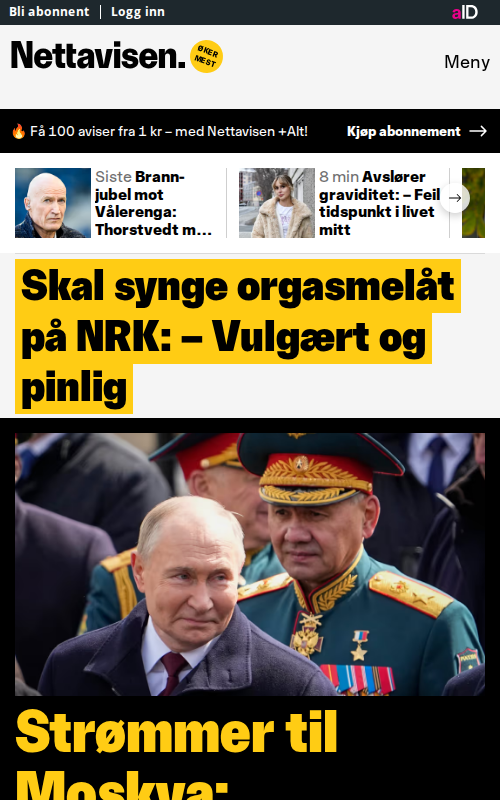 Bli abonnent
Logg inn
aID
Nettavisen.
ØKER
MEST
Meny
🔥 Få 100 aviser fra 1 kr – med Nettavisen +Alt!
Kjøp abonnement →
Siste Brann-
jubel mot
Vålerenga:
Thorstvedt m…
8 min Avslører
graviditet: – Feil
tidspunkt i livet
mitt
Skal synge orgasmelåt
på NRK: – Vulgært og
pinlig
Strømmer til
Moskva: